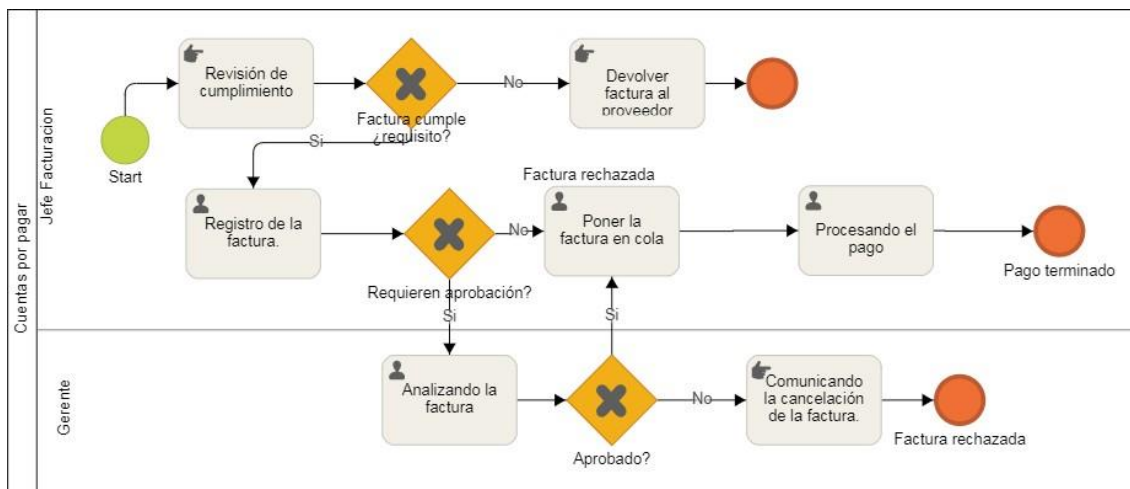 Cuentas por pagar
Jefe Facturacion
Start
Revisión de
cumplimiento
Factura cumple
¿requisito?
No
Devolver
factura al
proveedor
Si
Registro de la
factura.
Requieren aprobación?
No
Factura rechazada
Poner la
factura en cola
Procesando el
pago
Pago terminado
Si
Si
Gerente
Analizando la
factura
Aprobado?
No
Comunicando
la cancelación
de la factura.
Factura rechazada